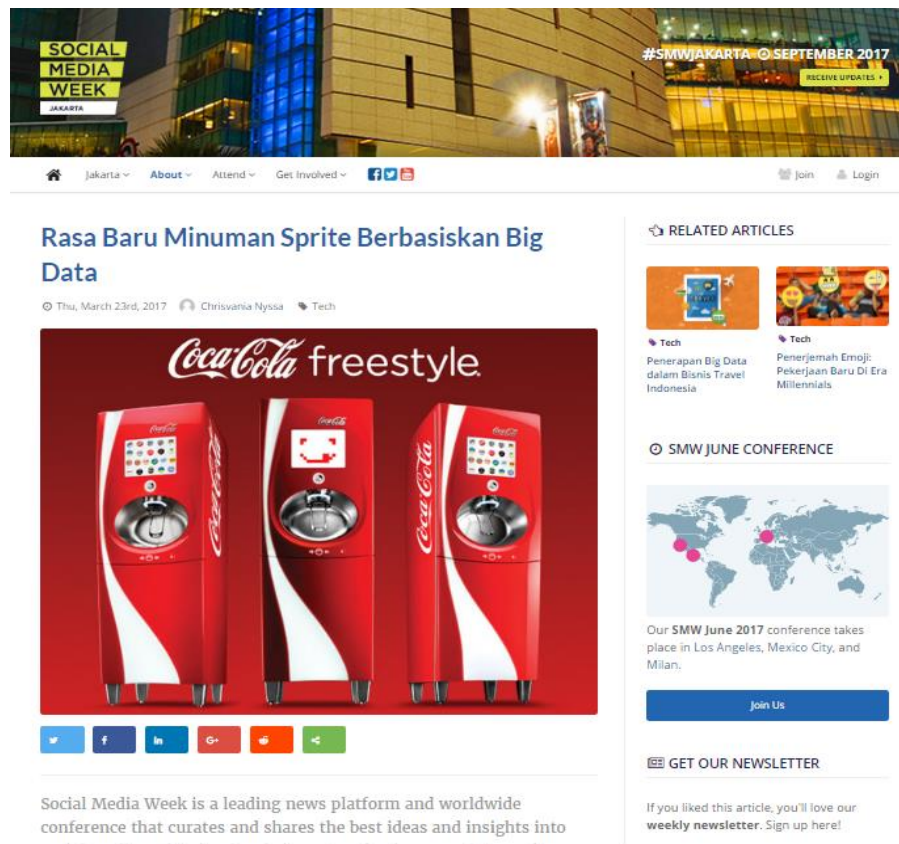 SOCIAL
MEDIA
WEEK
JAKARTA
#SMWJAKARTA SEPTEMBER 2017
RECEIVE UPDATES
Jakarta
About
Attend
Get Involved
Join
Login
Rasa Baru Minuman Sprite Berbasiskan Big
Data
Thu, March 23rd, 2017 Chrisvania Nyssa Tech
Coca-Cola freestyle
Coca-Cola
Coca-Cola
Coca-Cola
Social Media Week is a leading news platform and worldwide
conference that curates and shares the best ideas and insights into
RELATED ARTICLES
Tech
Penerapan Big Data
dalam Bisnis Travel
Indonesia
Tech
Penerjemah Emoji:
Pekerjaan Baru Di Era
Millennials
SMW JUNE CONFERENCE
Our SMW June 2017 conference takes
place in Los Angeles, Mexico City, and
Milan.
Join Us
GET OUR NEWSLETTER
If you liked this article, you'll love our
weekly newsletter. Sign up here!